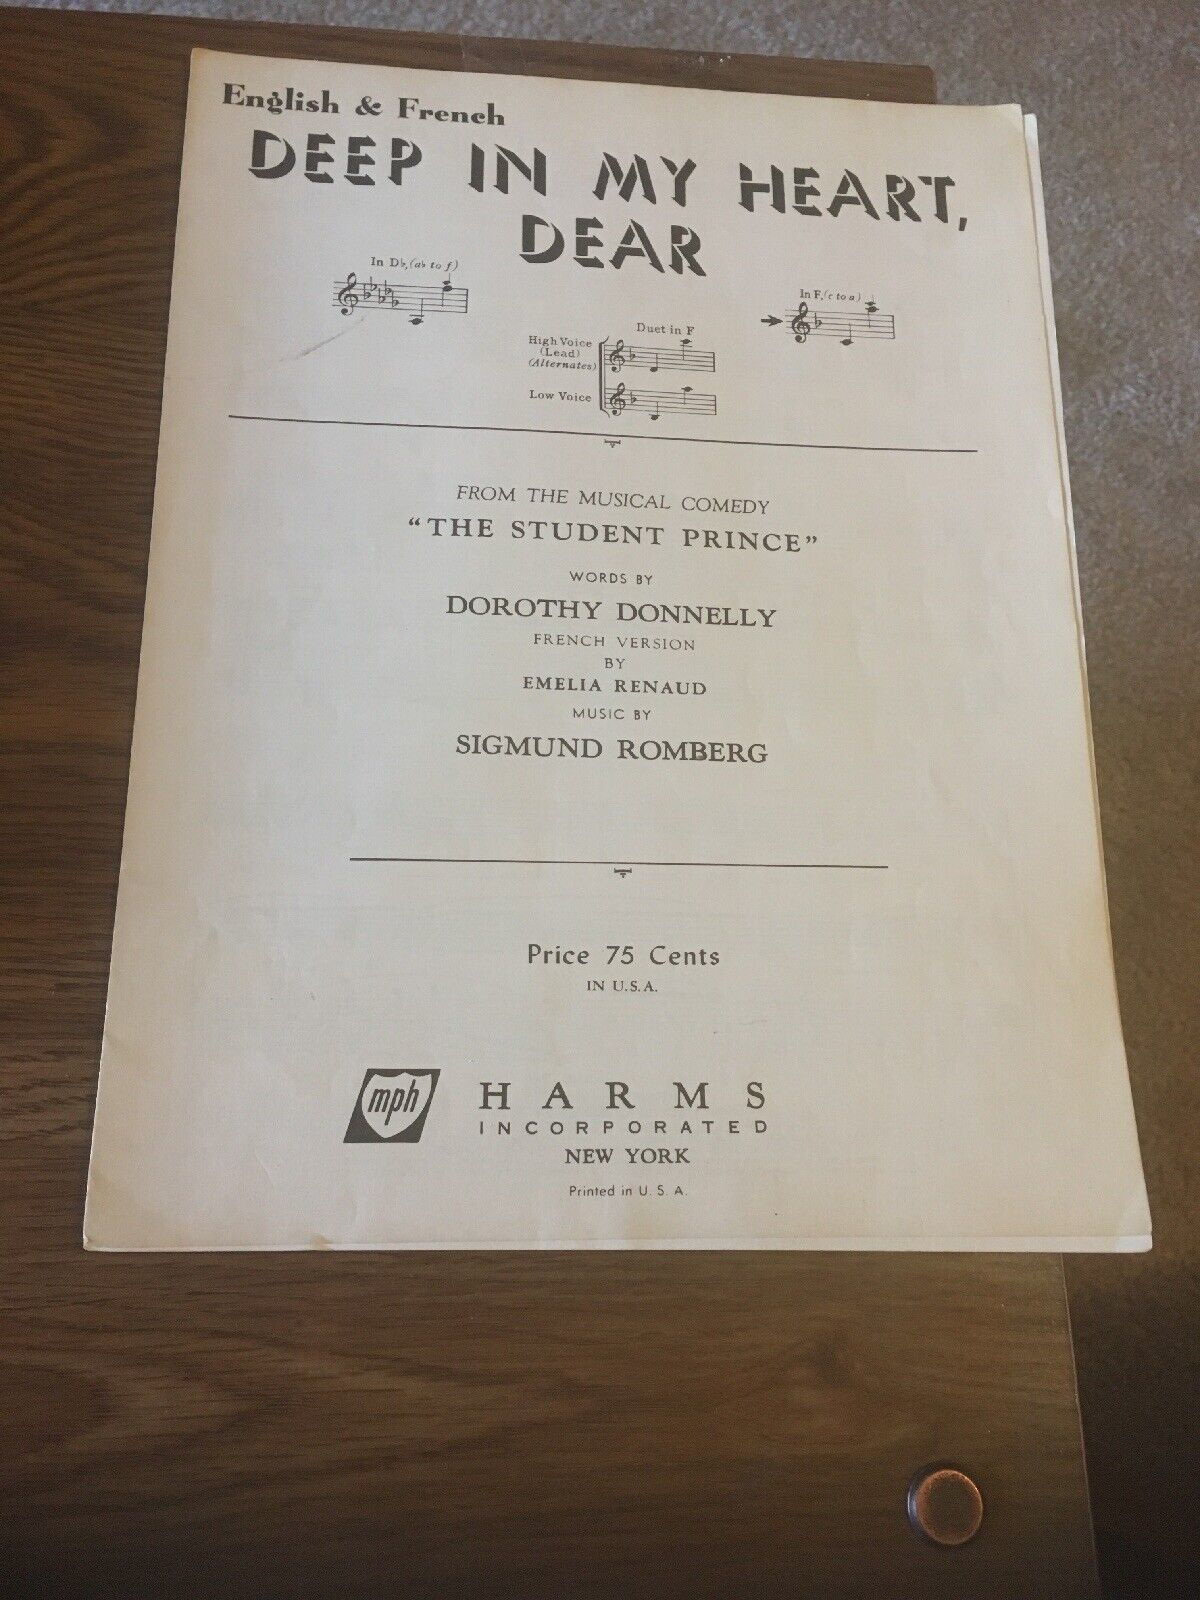 English & French
DEEP IN MY HEART,
DEAR
In D♭, (a♭ to f)
In F, (c to a)
Duet in F
High Voice
(Lead)
(Alternates)
Low Voice
FROM THE MUSICAL COMEDY
“THE STUDENT PRINCE”
WORDS BY
DOROTHY DONNELLY
FRENCH VERSION
BY
EMELIA RENAUD
MUSIC BY
SIGMUND ROMBERG
Price 75 Cents
IN U.S.A.
mph
HARMS
INCORPORATED
NEW YORK
Printed in U. S. A.